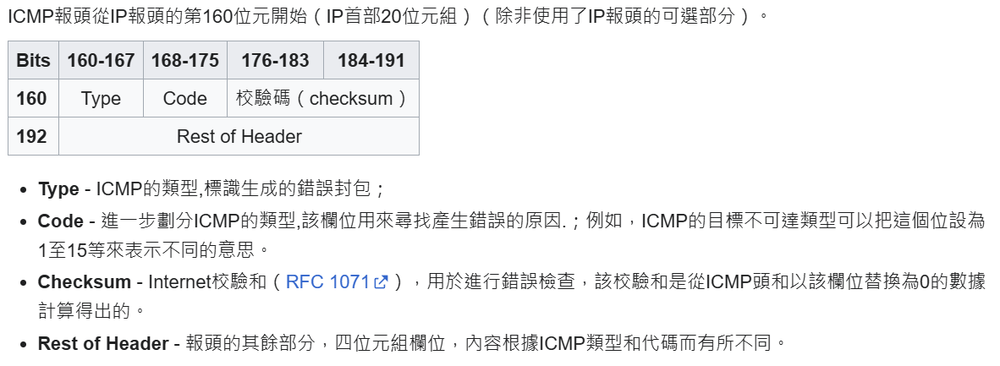 ICMP報頭從IP報頭的第160位元開始（IP首部20位元組）（除非使用了IP報頭的可選部分）。
Bits 160-167 168-175 176-183 184-191
160 Type Code 校驗碼（checksum）
192 Rest of Header
Type - ICMP的類型,標識生成的錯誤封包；
Code - 進一步劃分ICMP的類型,該欄位用來尋找產生錯誤的原因.；例如，ICMP的目標不可達類型可以把這個位設為
1至15等來表示不同的意思。
Checksum - Internet校驗和（RFC 1071），用於進行錯誤檢查，該校驗和是從ICMP頭和以該欄位替換為0的數據
計算得出的。
Rest of Header - 報頭的其餘部分，四位元組欄位，內容根據ICMP類型和代碼而有所不同。